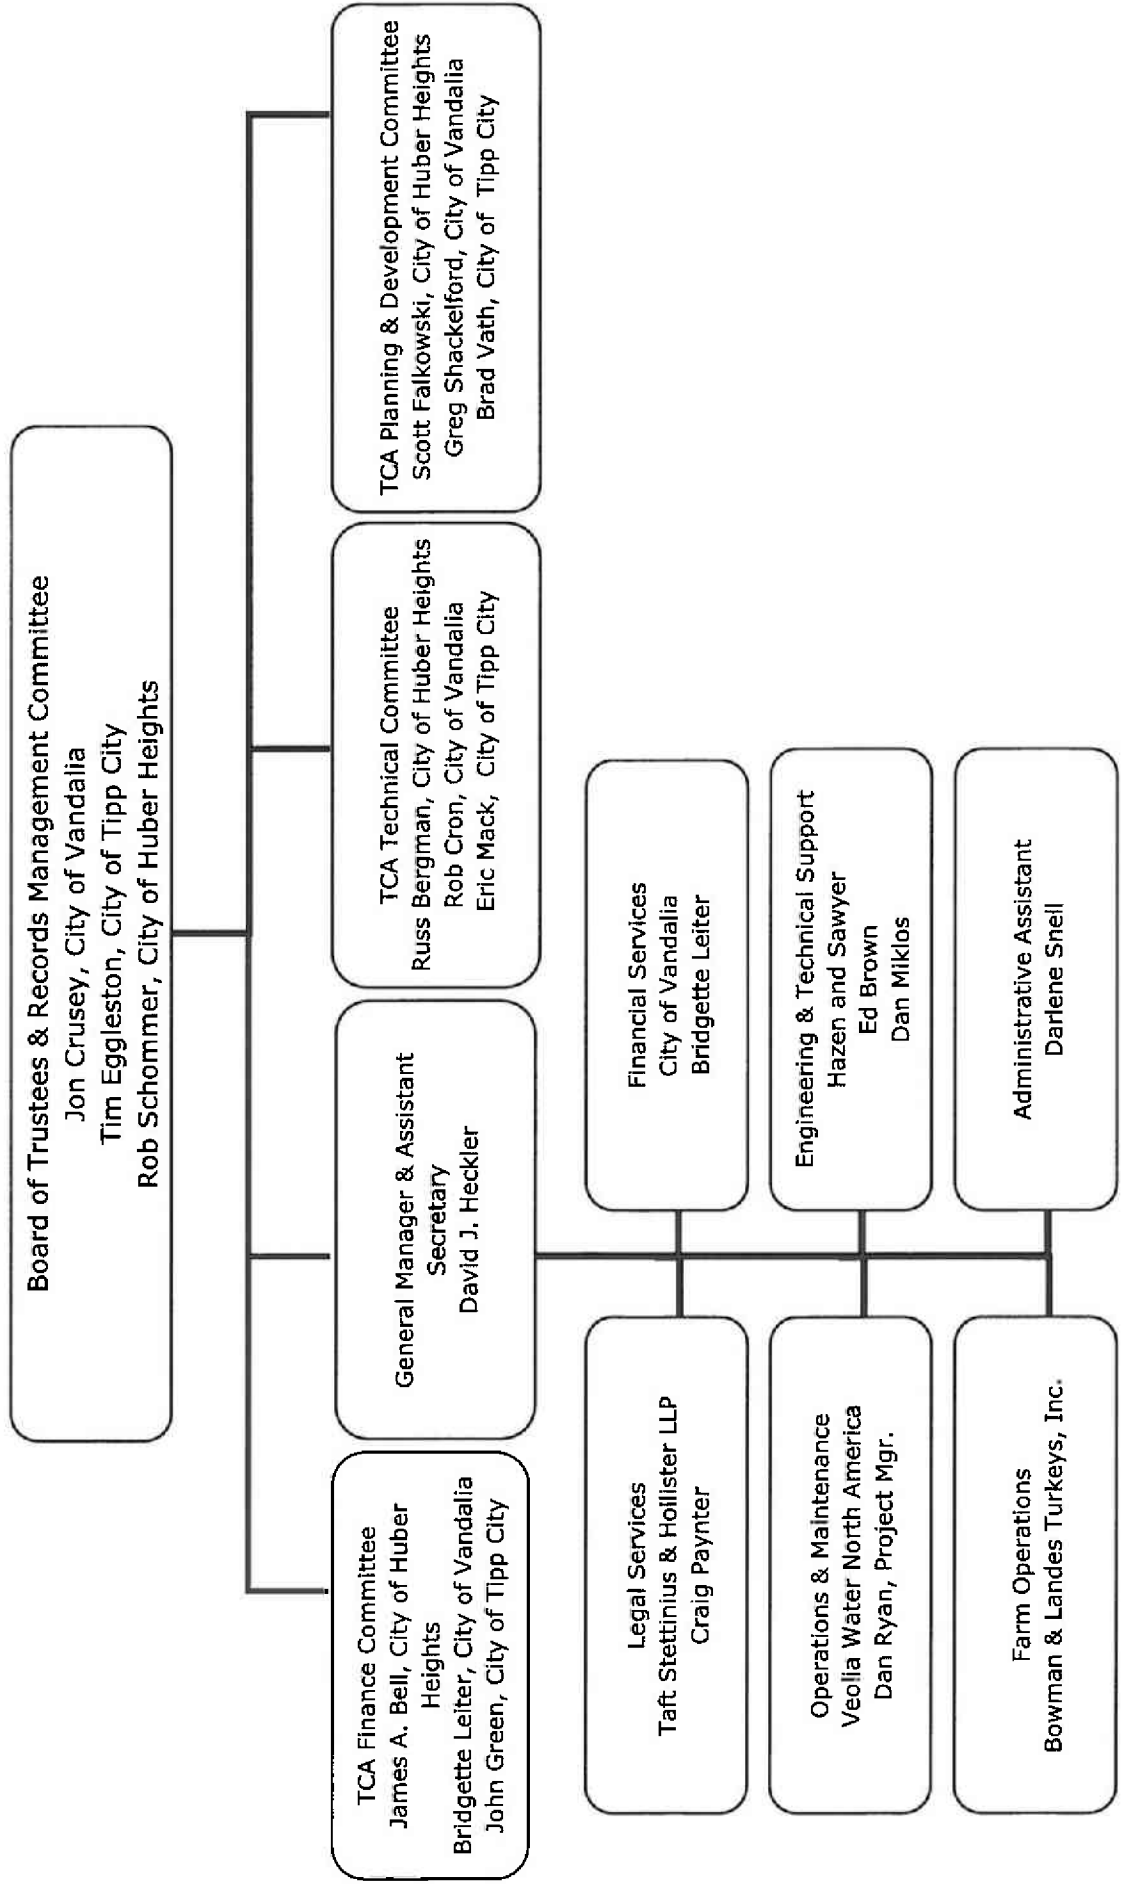 Board of Trustees & Records Management Committee
Jon Crusey, City of Vandalia
Tim Eggleston, City of Tipp City
Rob Schommer, City of Huber Heights
TCA Finance Committee
James A. Bell, City of Huber
Heights
Bridgette Leiter, City of Vandalia
John Green, City of Tipp City
General Manager & Assistant
Secretary
David J. Heckler
TCA Technical Committee
Russ Bergman, City of Huber Heights
Rob Cron, City of Vandalia
Eric Mack, City of Tipp City
TCA Planning & Development Committee
Scott Falkowski, City of Huber Heights
Greg Shackelford, City of Vandalia
Brad Vath, City of Tipp City
Legal Services
Taft Stettinius & Hollister LLP
Craig Paynter
Financial Services
City of Vandalia
Bridgette Leiter
Operations & Maintenance
Veolia Water North America
Dan Ryan, Project Mgr.
Engineering & Technical Support
Hazen and Sawyer
Ed Brown
Dan Miklos
Farm Operations
Bowman & Landes Turkeys, Inc.
Administrative Assistant
Darlene Snell